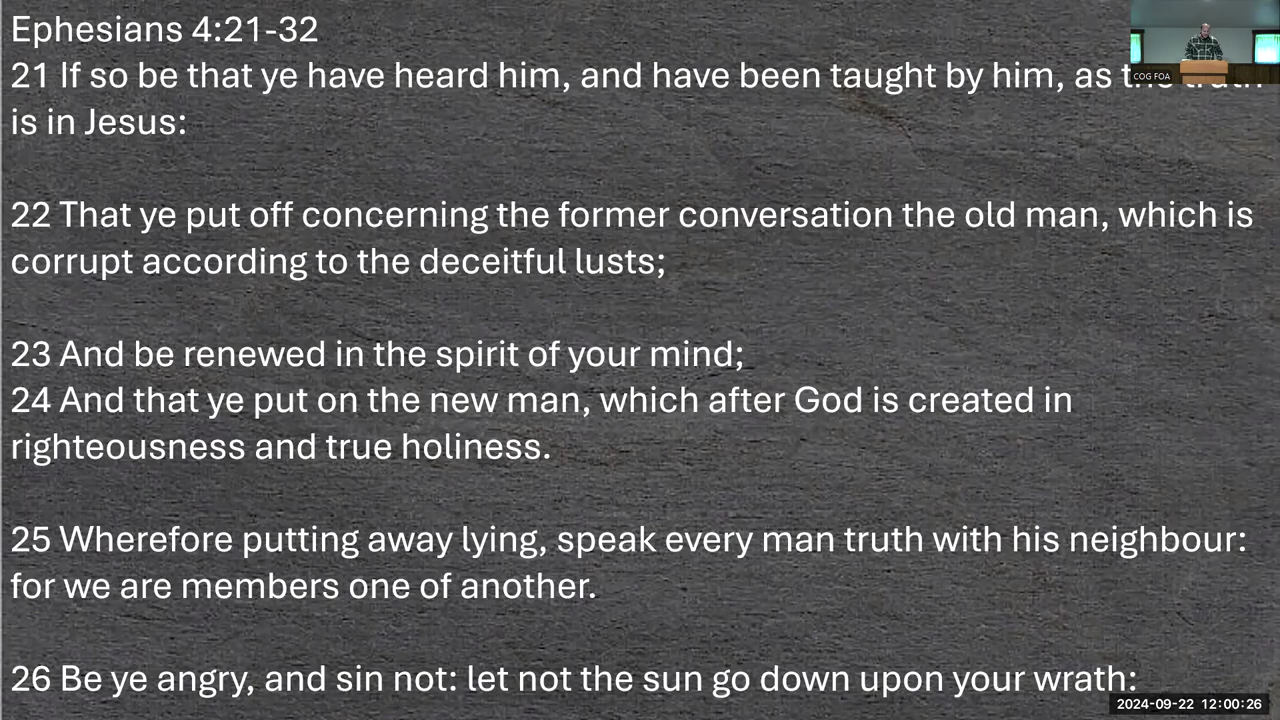 Ephesians 4:21-32
21 If so be that ye have heard him, and have been taught by him, as the truth
is in Jesus:
22 That ye put off concerning the former conversation the old man, which is
corrupt according to the deceitful lusts;
23 And be renewed in the spirit of your mind;
24 And that ye put on the new man, which after God is created in
righteousness and true holiness.
25 Wherefore putting away lying, speak every man truth with his neighbour:
for we are members one of another.
26 Be ye angry, and sin not: let not the sun go down upon your wrath:
COG FOA
2024-09-22 12:00:26